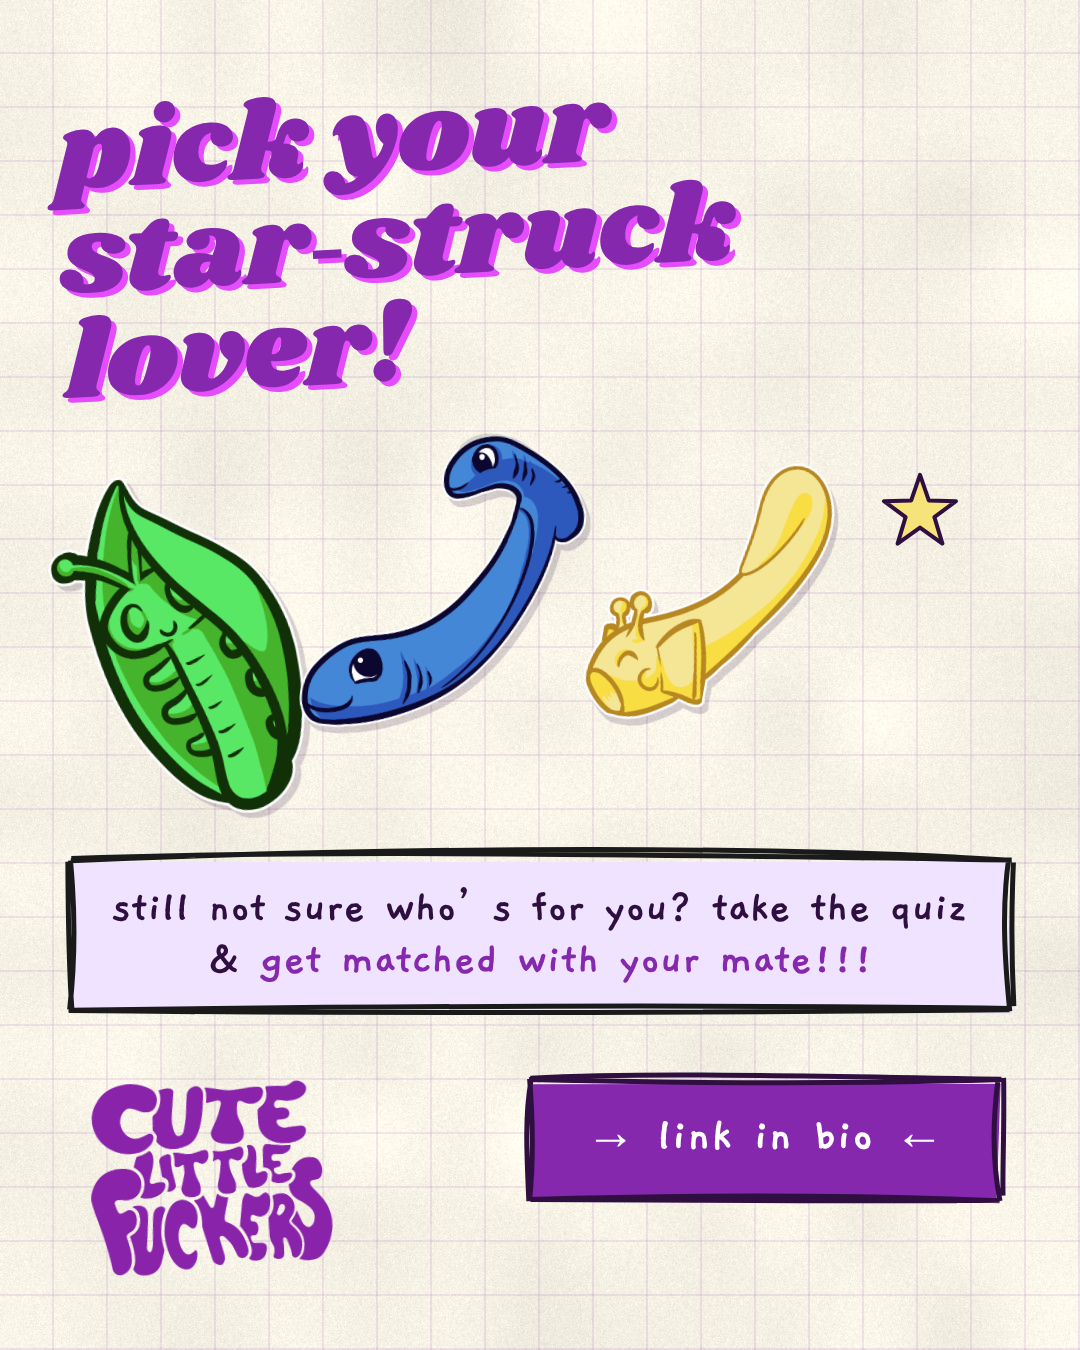 pick your
star-struck
lover!
still not sure who's for you? take the quiz
& get matched with your mate!!!
CUTE
LITTLE
FUCKERS
→ link in bio ←